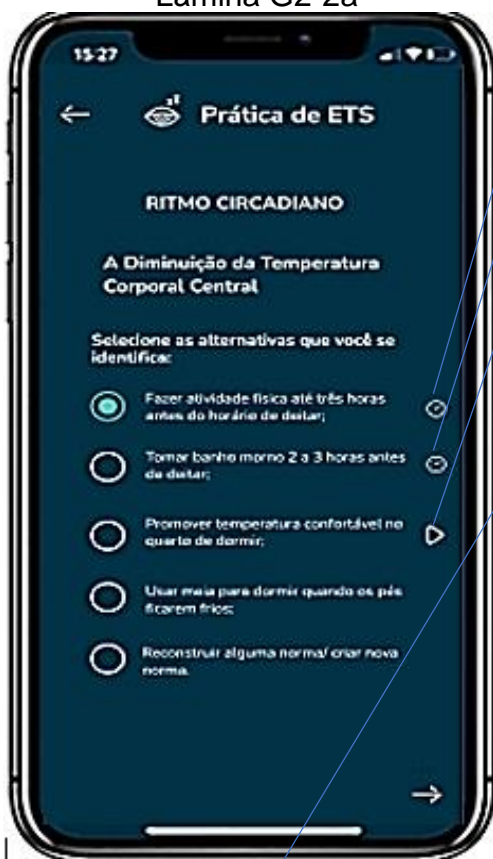 Lâmina G2-2a
15:27
Prática de ETS
RITMO CIRCADIANO
A Diminuição da Temperatura
Corporal Central
Selecione as alternativas que você se
identifica:
Fazer atividade física até três horas
antes do horário de deitar;
Tomar banho morno 2 a 3 horas antes
de deitar;
Promover temperatura confortável no
quarto de dormir;
Usar meia para dormir quando os pés
ficarem frios;
Reconstruir alguma norma/ criar nova
norma.